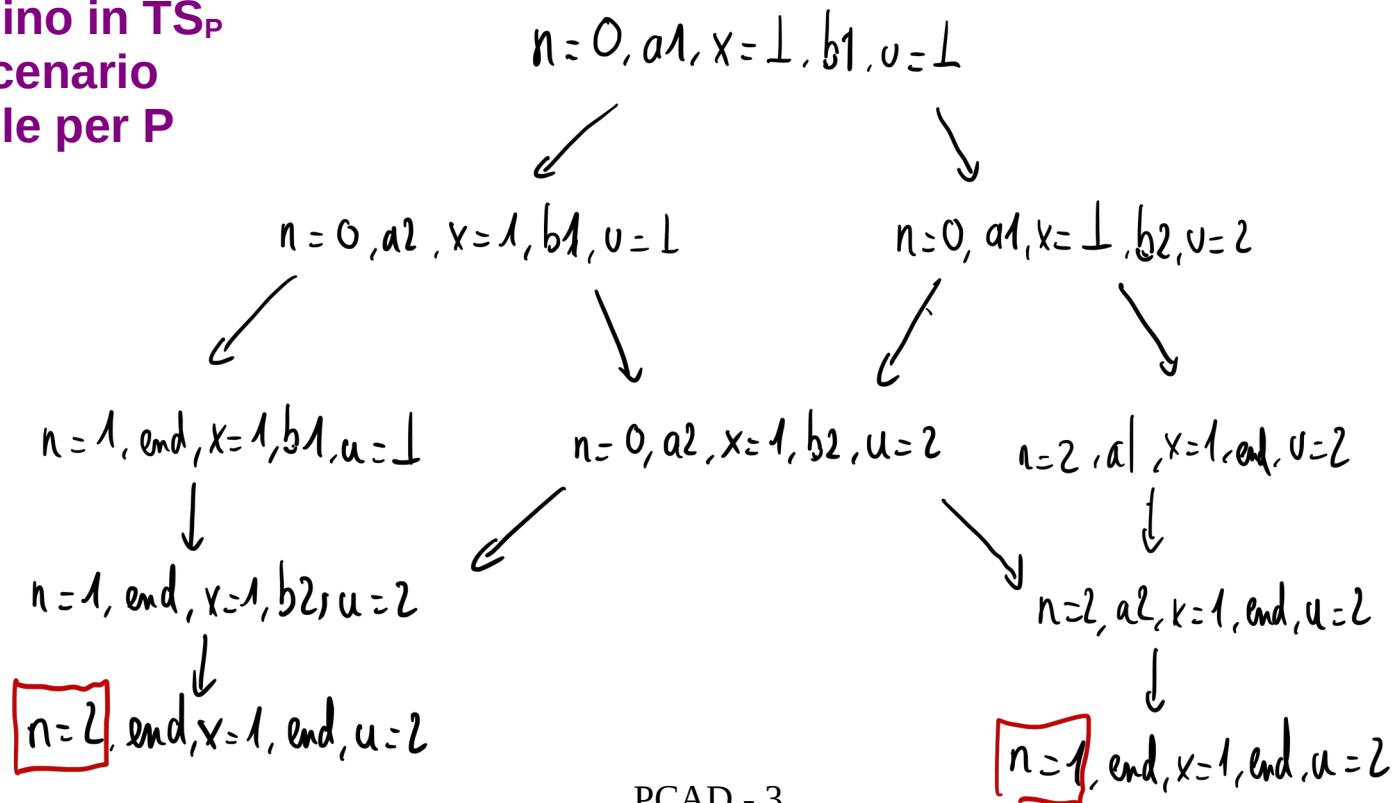 ino in TSP
cenario
le per P
n=0, a1, x=⊥, b1, u=⊥
n=0, a2, x=1, b1, u=⊥
n=0, a1, x=⊥, b2, u=2
n=1, end, x=1, b1, u=⊥
n=0, a2, x=1, b2, u=2
n=2, a1, x=1, end, u=2
n=1, end, x=1, b2, u=2
n=2, a2, x=1, end, u=2
n=2, end, x=1, end, u=2
n=1, end, x=1, end, u=2
PCAD - 3